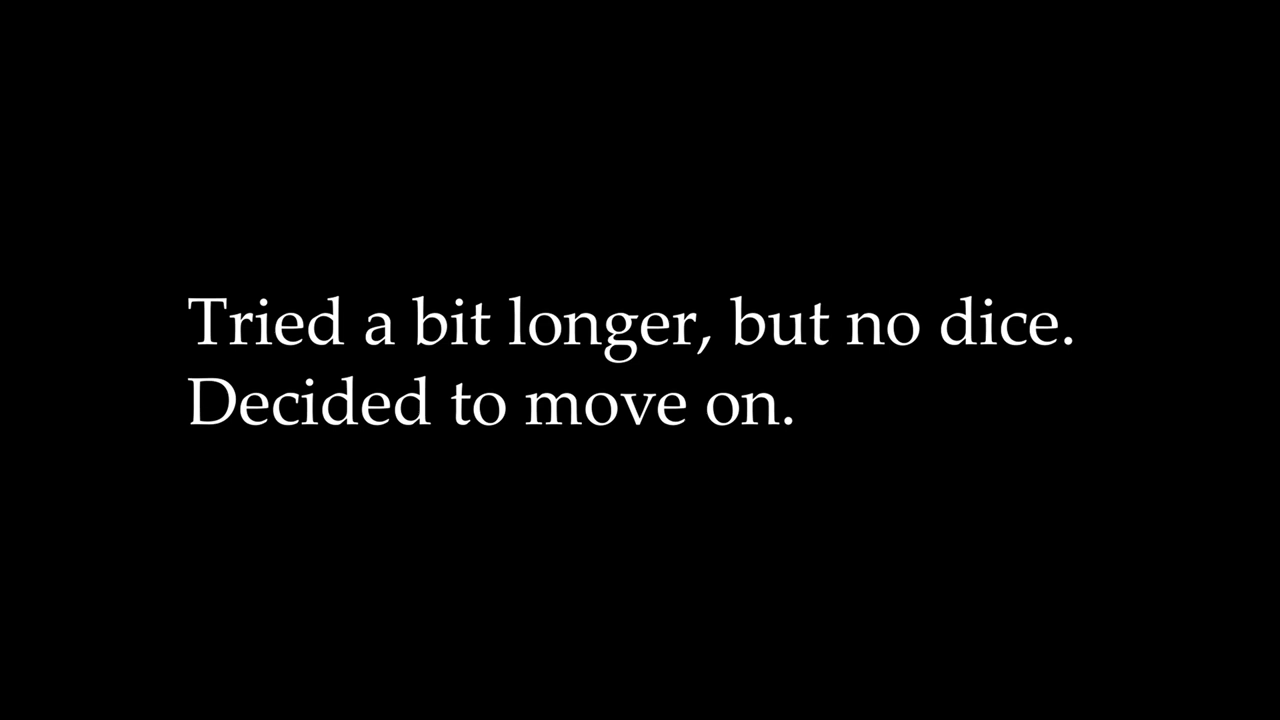 Tried a bit longer, but no dice.
Decided to move on.